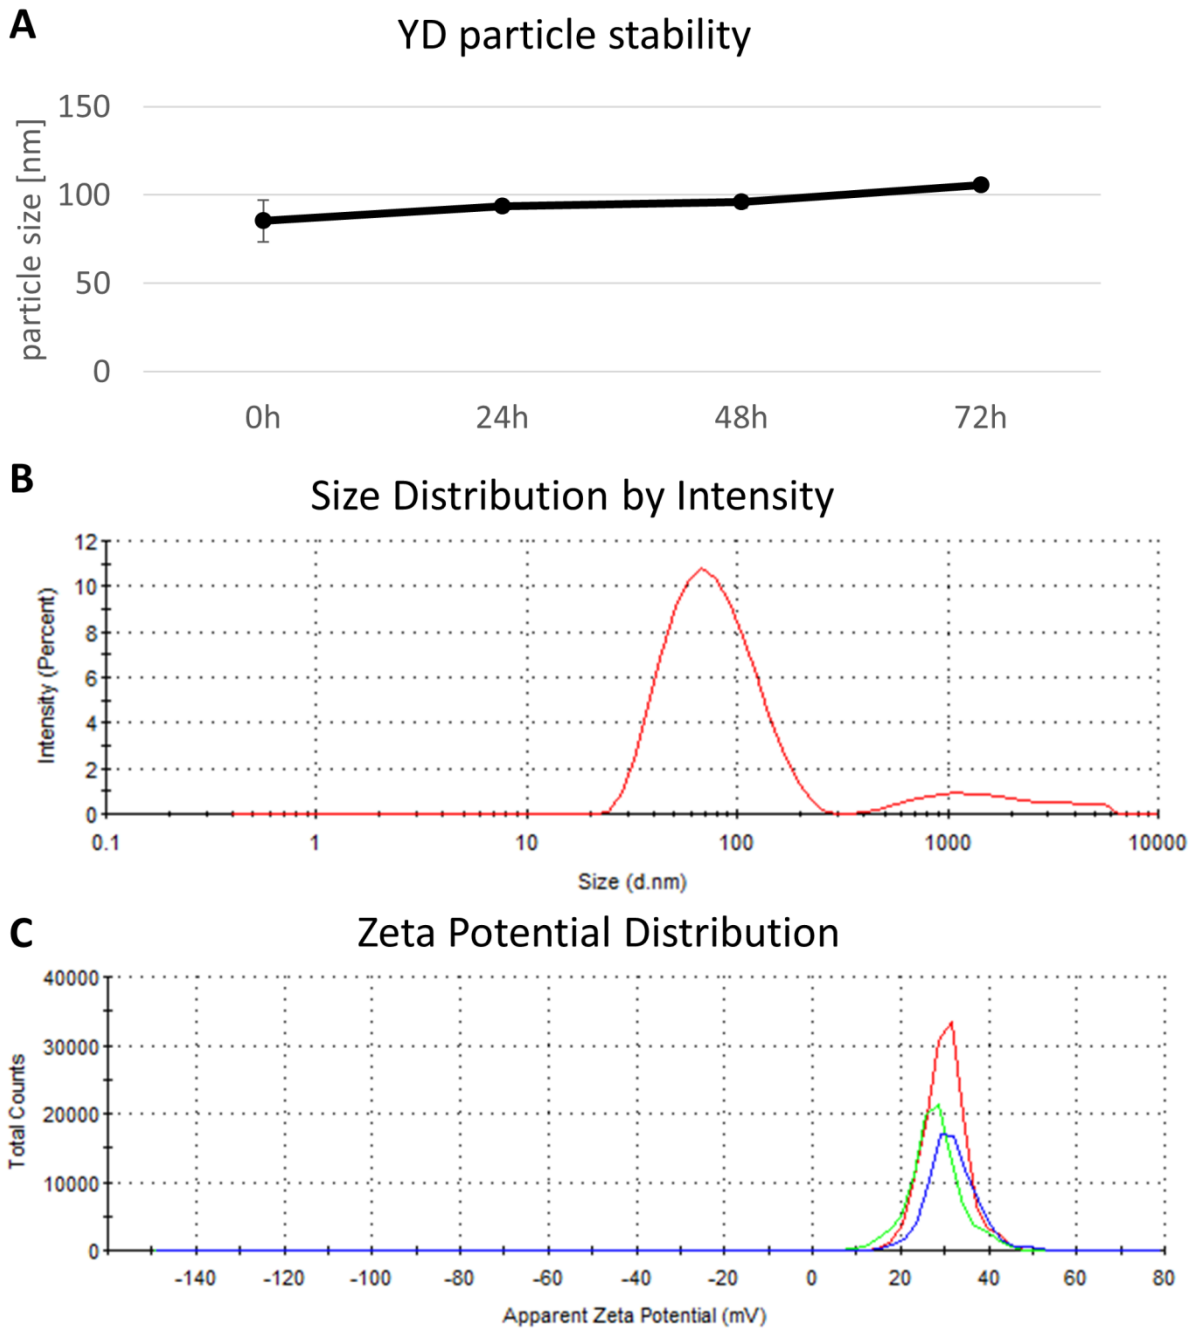 A
YD particle stability
particle size [nm]
150
100
50
0
0h 24h 48h 72h
B
Size Distribution by Intensity
Intensity (Percent)
12
10
8
6
4
2
0
0.1 1 10 100 1000 10000
Size (d.nm)
C
Zeta Potential Distribution
Total Counts
40000
30000
20000
10000
0
-140 -120 -100 -80 -60 -40 -20 0 20 40 60 80
Apparent Zeta Potential (mV)